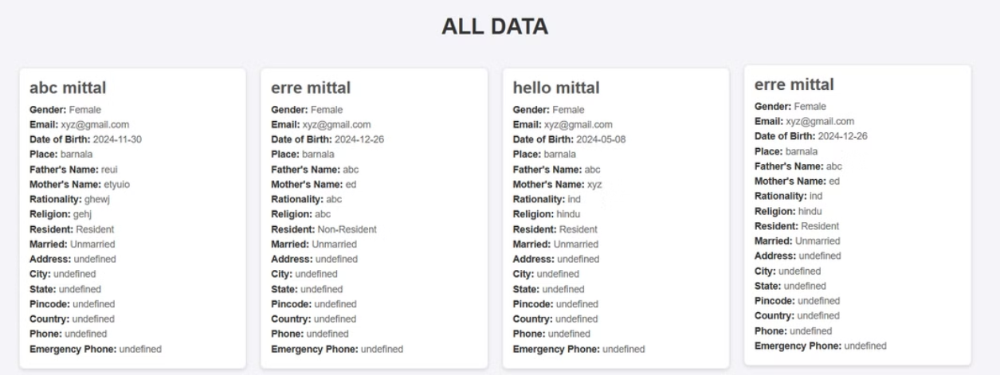 ALL DATA
abc mittal
Gender: Female
Email: xyz@gmail.com
Date of Birth: 2024-11-30
Place: barnala
Father's Name: reui
Mother's Name: etyuio
Rationality: ghewj
Religion: gehj
Resident: Resident
Married: Unmarried
Address: undefined
City: undefined
State: undefined
Pincode: undefined
Country: undefined
Phone: undefined
Emergency Phone: undefined
erre mittal
Gender: Female
Email: xyz@gmail.com
Date of Birth: 2024-12-26
Place: barnala
Father's Name: abc
Mother's Name: ed
Rationality: abc
Religion: abc
Resident: Non-Resident
Married: Unmarried
Address: undefined
City: undefined
State: undefined
Pincode: undefined
Country: undefined
Phone: undefined
Emergency Phone: undefined
hello mittal
Gender: Female
Email: xyz@gmail.com
Date of Birth: 2024-05-08
Place: barnala
Father's Name: abc
Mother's Name: xyz
Rationality: ind
Religion: hindu
Resident: Resident
Married: Unmarried
Address: undefined
City: undefined
State: undefined
Pincode: undefined
Country: undefined
Phone: undefined
Emergency Phone: undefined
erre mittal
Gender: Female
Email: xyz@gmail.com
Date of Birth: 2024-12-26
Place: barnala
Father's Name: abc
Mother's Name: ed
Rationality: ind
Religion: hindu
Resident: Resident
Married: Unmarried
Address: undefined
City: undefined
State: undefined
Pincode: undefined
Country: undefined
Phone: undefined
Emergency Phone: undefined